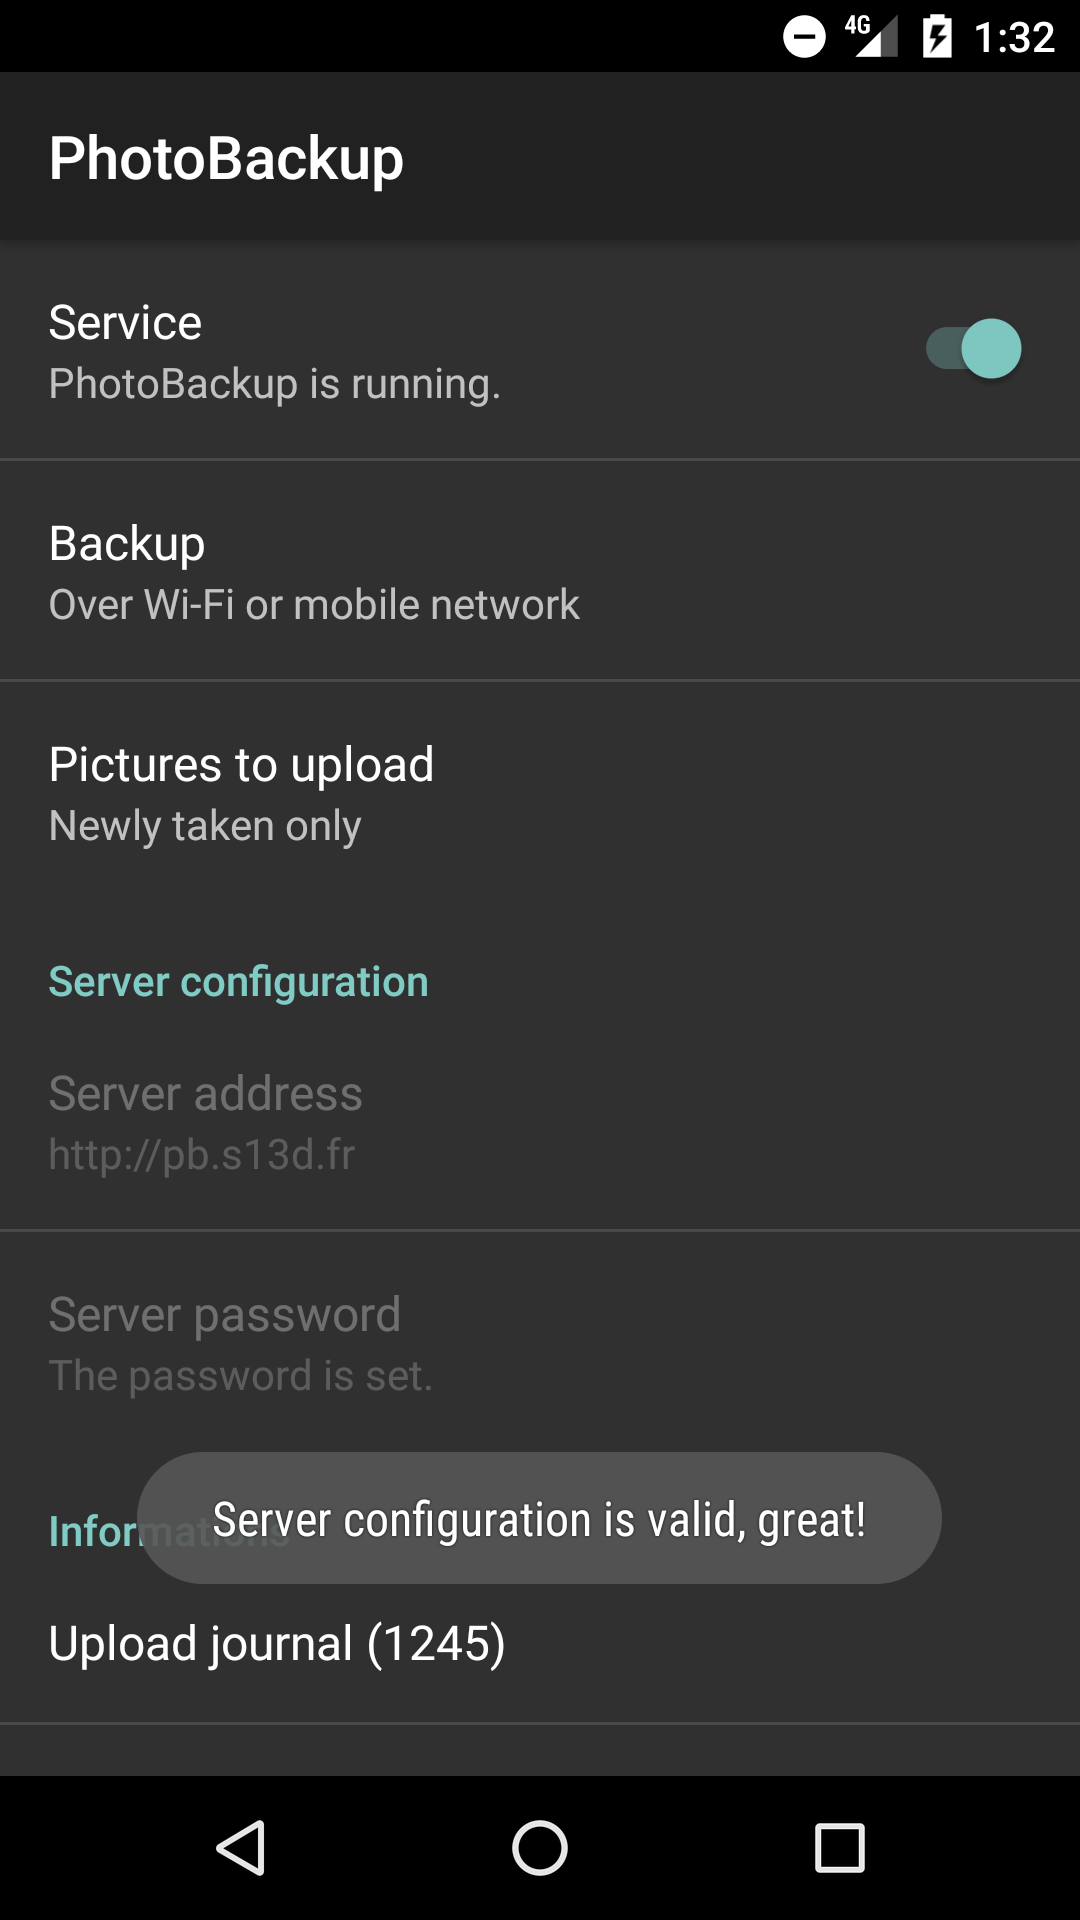 4G 1:32
PhotoBackup
Service
PhotoBackup is running.
Backup
Over Wi-Fi or mobile network
Pictures to upload
Newly taken only
Server configuration
Server address
http://pb.s13d.fr
Server password
The password is set.
Informations
Server configuration is valid, great!
Upload journal (1245)